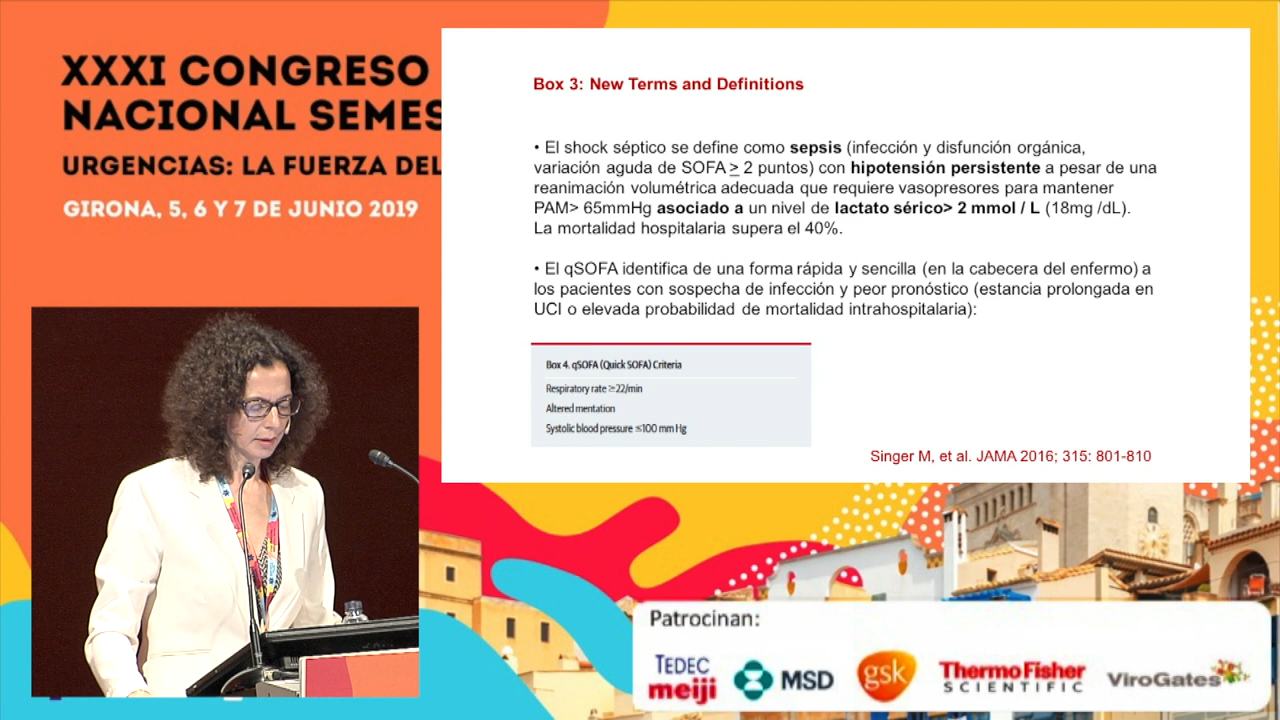 XXXI CONGRESO
NACIONAL SEMES
URGENCIAS: LA FUERZA DEL
GIRONA, 5, 6 Y 7 DE JUNIO 2019
Box 3: New Terms and Definitions
• El shock séptico se define como sepsis (infección y disfunción orgánica,
variación aguda de SOFA > 2 puntos) con hipotensión persistente a pesar de una
reanimación volumétrica adecuada que requiere vasopresores para mantener
PAM> 65mmHg asociado a un nivel de lactato sérico> 2 mmol / L (18mg /dL).
La mortalidad hospitalaria supera el 40%.
• El qSOFA identifica de una forma rápida y sencilla (en la cabecera del enfermo) a
los pacientes con sospecha de infección y peor pronóstico (estancia prolongada en
UCI o elevada probabilidad de mortalidad intrahospitalaria):
Box 4. qSOFA (Quick SOFA) Criteria
Respiratory rate ≥22/min
Altered mentation
Systolic blood pressure ≤100 mm Hg
Singer M, et al. JAMA 2016; 315: 801-810
Patrocinan:
TEDEC
meiji
MSD
gsk
ThermoFisher
SCIENTIFIC
ViroGates